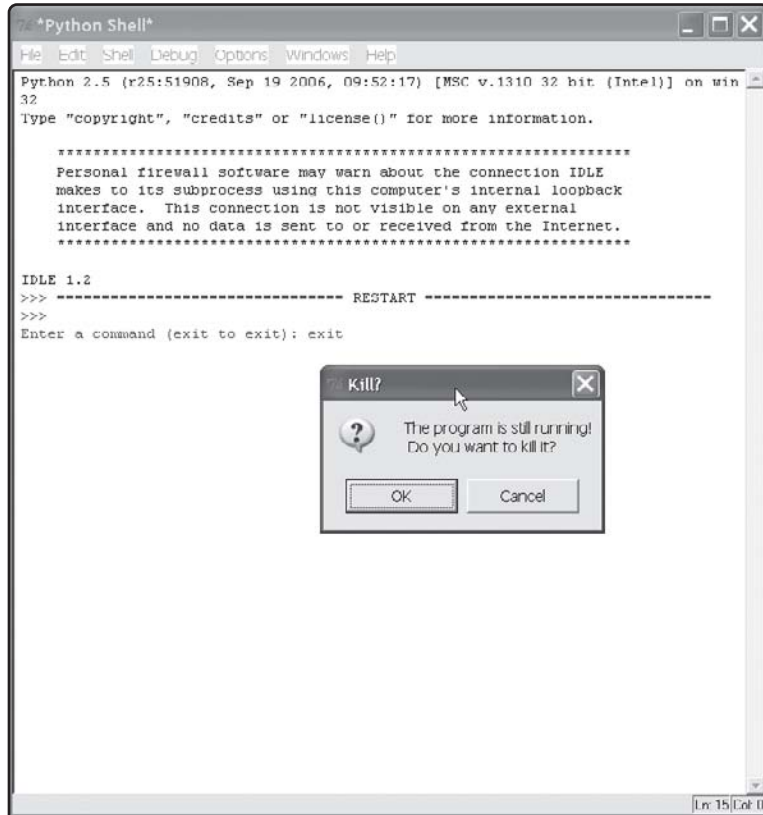 *Python Shell*
File Edit Shell Debug Options Windows Help
Python 2.5 (r25:51908, Sep 19 2006, 09:52:17) [MSC v.1310 32 bit (Intel)] on win
32
Type "copyright", "credits" or "license()" for more information.
****************************************************************
Personal firewall software may warn about the connection IDLE
makes to its subprocess using this computer's internal loopback
interface. This connection is not visible on any external
interface and no data is sent to or received from the Internet.
****************************************************************
IDLE 1.2
>>> ================================ RESTART ================================
>>>
Enter a command (exit to exit): exit
Kill?
The program is still running!
Do you want to kill it?
OK Cancel
Ln: 15 Col: 0